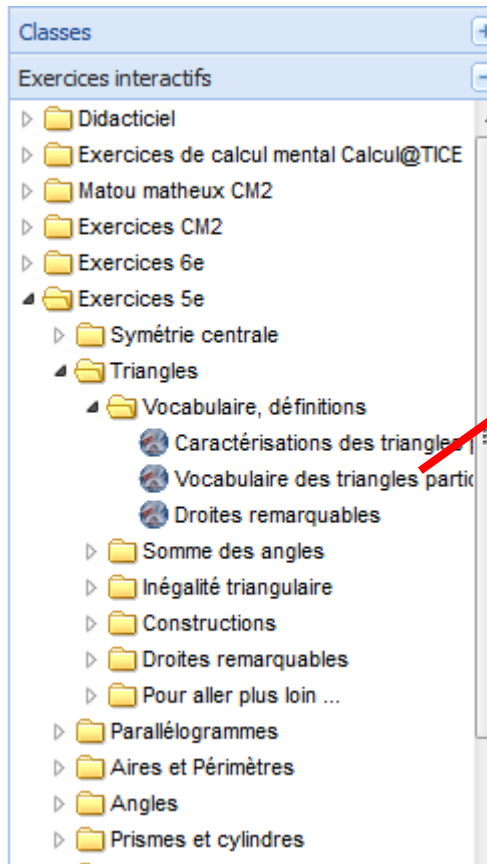 Classes
Exercices interactifs
Didacticiel
Exercices de calcul mental Calcul@TICE
Matou matheux CM2
Exercices CM2
Exercices 6e
Exercices 5e
Symétrie centrale
Triangles
Vocabulaire, définitions
Caractérisations des triangles
Vocabulaire des triangles partic
Droites remarquables
Somme des angles
Inégalité triangulaire
Constructions
Droites remarquables
Pour aller plus loin ...
Parallélogrammes
Aires et Périmètres
Angles
Prismes et cylindres